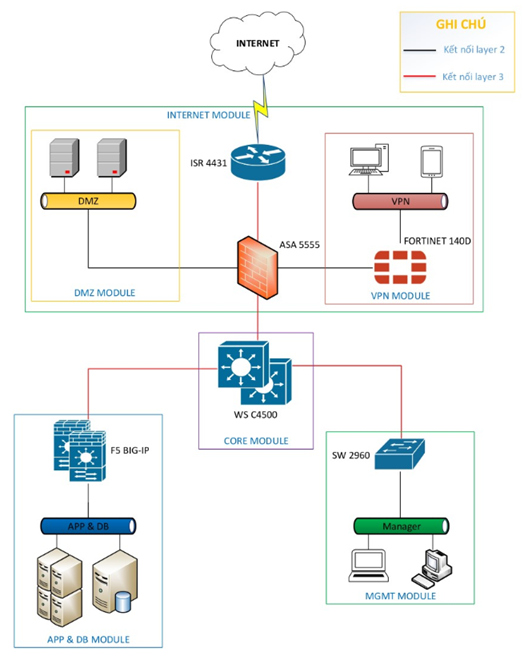 GHI CHÚ
Kết nối layer 2
Kết nối layer 3
INTERNET
INTERNET MODULE
ISR 4431
DMZ
VPN
ASA 5555
FORTINET 140D
DMZ MODULE
VPN MODULE
WS C4500
CORE MODULE
F5 BIG-IP
SW 2960
APP & DB
Manager
MGMT MODULE
APP & DB MODULE